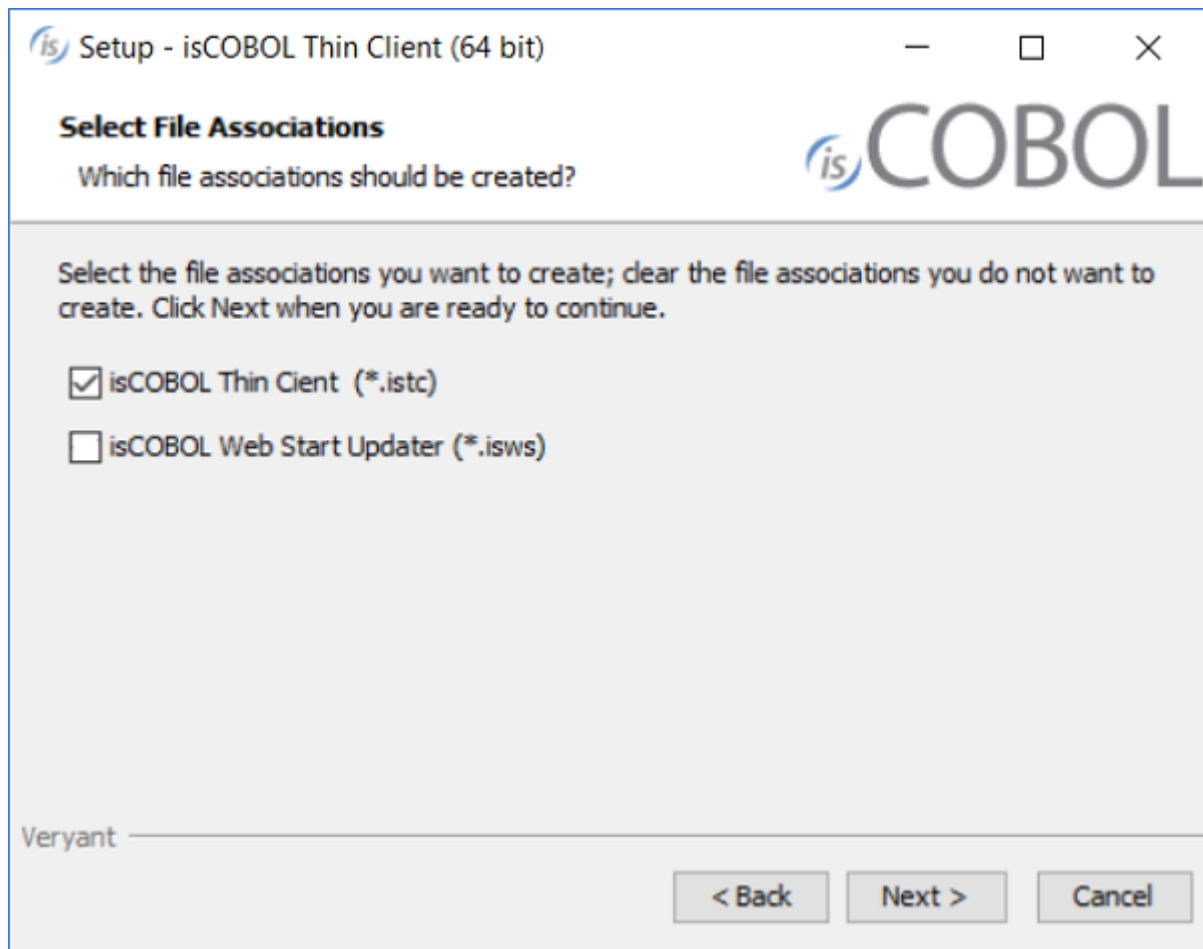 is Setup - isCOBOL Thin Client (64 bit)
Select File Associations
Which file associations should be created?
is COBOL
Select the file associations you want to create; clear the file associations you do not want to
create. Click Next when you are ready to continue.
isCOBOL Thin Cient (*.istc)
isCOBOL Web Start Updater (*.isws)
Veryant
< Back Next > Cancel